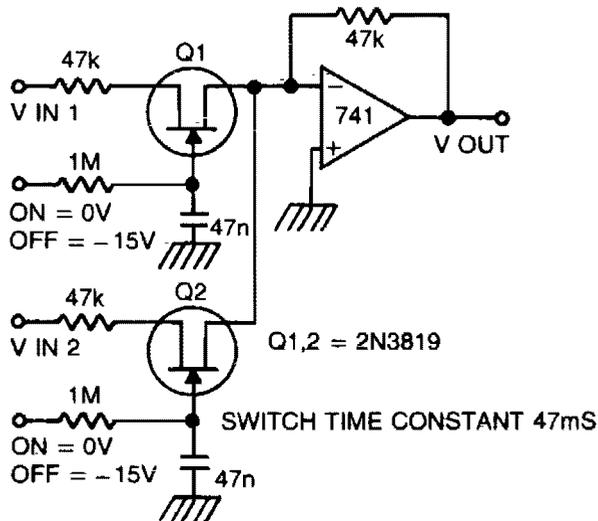 47k
47k
Q1
V IN 1
741
V OUT
1M
ON = 0V
OFF = −15V
47n
47k
Q2
V IN 2
Q1,2 = 2N3819
1M
SWITCH TIME CONSTANT 47mS
ON = 0V
OFF = −15V
47n